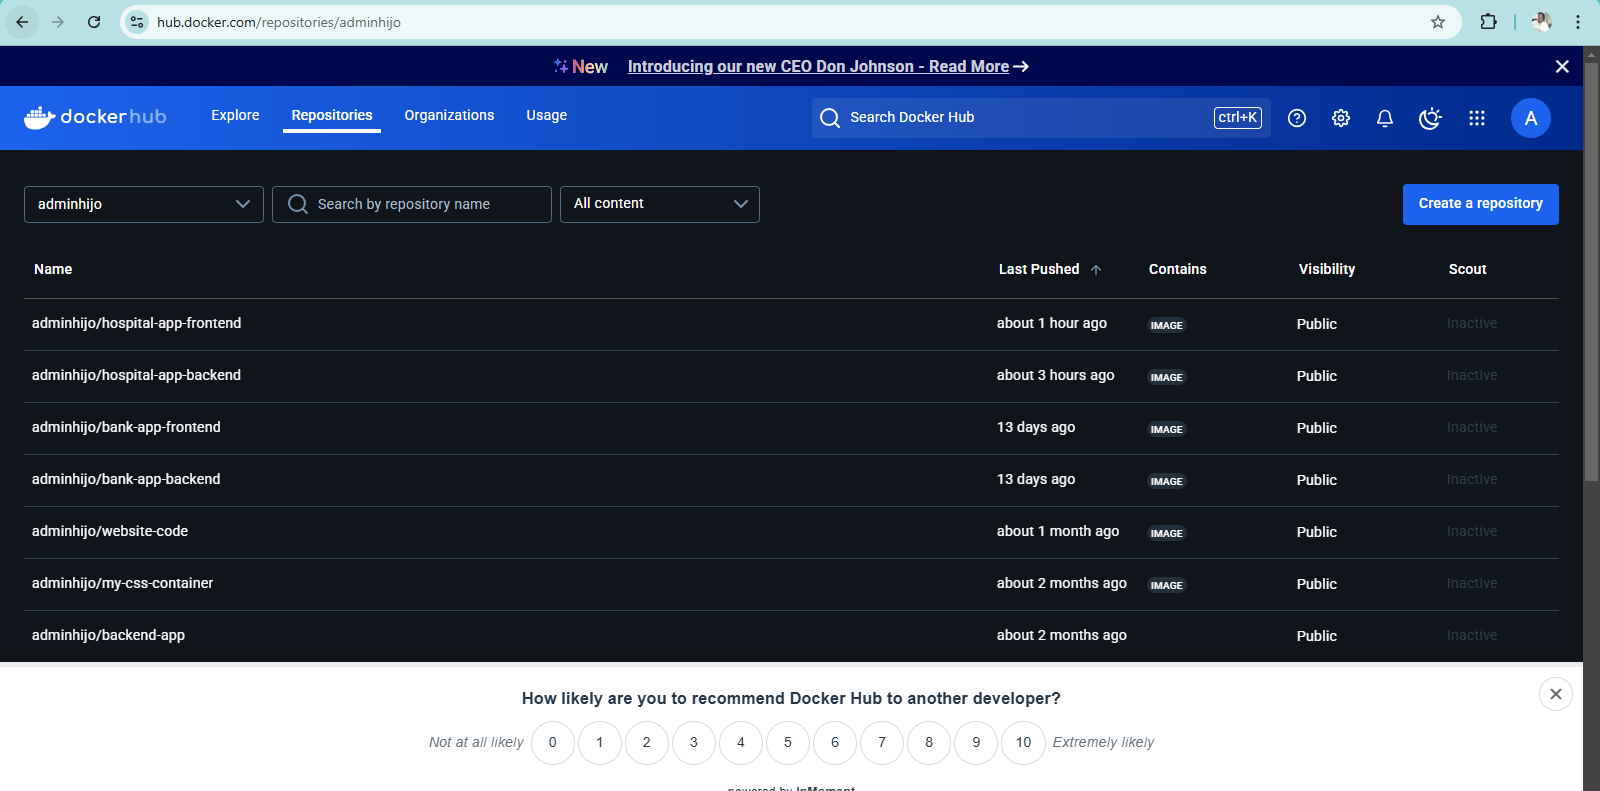 hub.docker.com/repositories/adminhijo
New Introducing our new CEO Don Johnson - Read More →
dockerhub Explore Repositories Organizations Usage Search Docker Hub ctrl+K A
adminhijo Search by repository name All content Create a repository
Name Last Pushed ↑ Contains Visibility Scout
adminhijo/hospital-app-frontend about 1 hour ago IMAGE Public Inactive
adminhijo/hospital-app-backend about 3 hours ago IMAGE Public Inactive
adminhijo/bank-app-frontend 13 days ago IMAGE Public Inactive
adminhijo/bank-app-backend 13 days ago IMAGE Public Inactive
adminhijo/website-code about 1 month ago IMAGE Public Inactive
adminhijo/my-css-container about 2 months ago IMAGE Public Inactive
adminhijo/backend-app about 2 months ago Public Inactive
How likely are you to recommend Docker Hub to another developer?
Not at all likely 0 1 2 3 4 5 6 7 8 9 10 Extremely likely
powered by InMoment